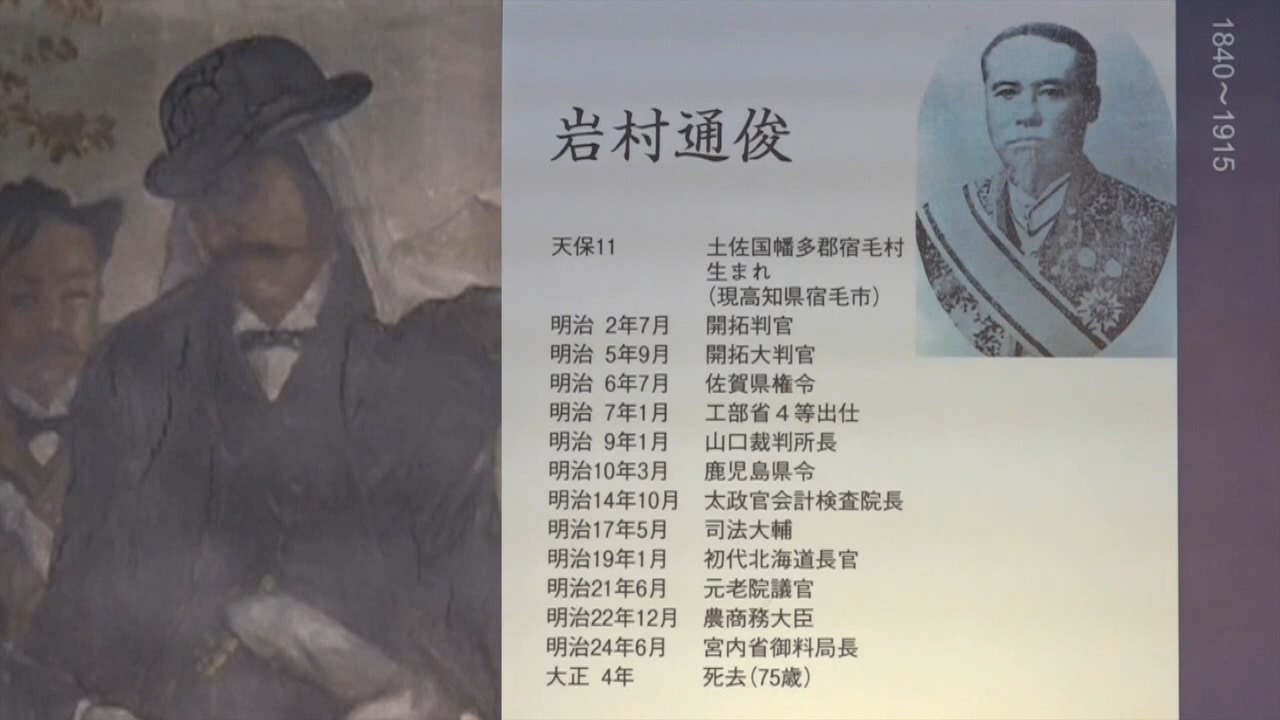 岩村通俊
1840〜1915
天保11 土佐国幡多郡宿毛村
生まれ
(現高知県宿毛市)
明治 2年7月 開拓判官
明治 5年9月 開拓大判官
明治 6年7月 佐賀県権令
明治 7年1月 工部省4等出仕
明治 9年1月 山口裁判所長
明治10年3月 鹿児島県令
明治14年10月 太政官会計検査院長
明治17年5月 司法大輔
明治19年1月 初代北海道長官
明治21年6月 元老院議官
明治22年12月 農商務大臣
明治24年6月 宮内省御料局長
大正 4年 死去(75歳)